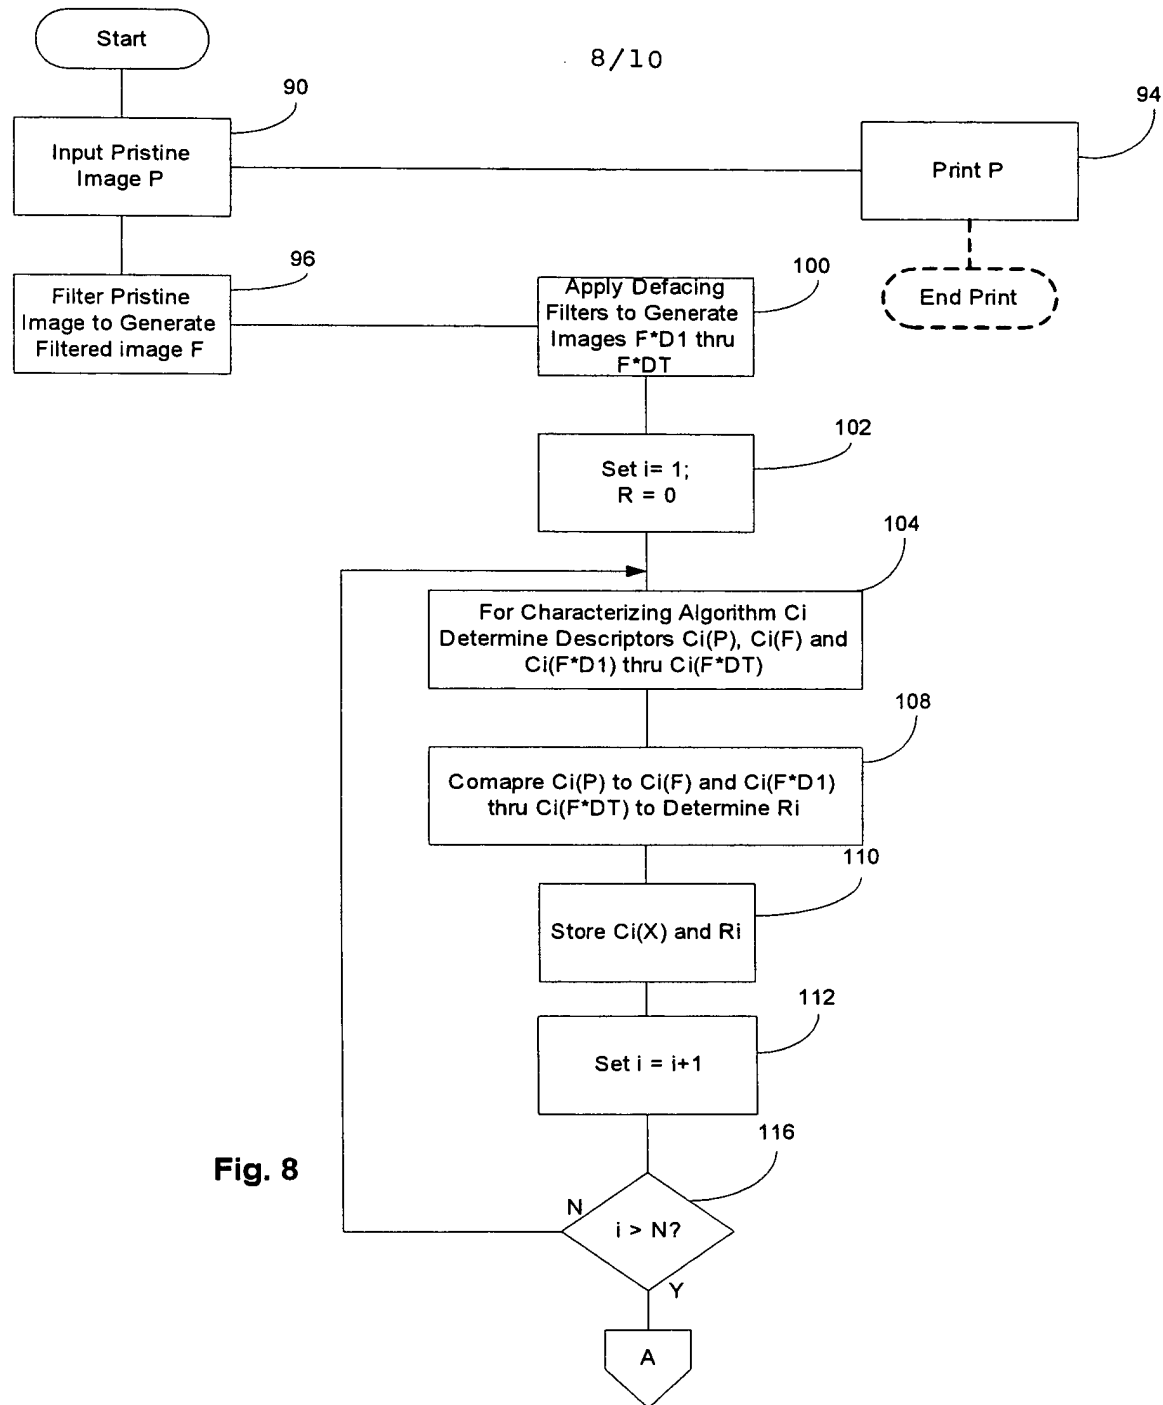 Start
8/10
90
94
Input Pristine
Image P
Print P
96
100
Filter Pristine
Image to Generate
Filtered image F
Apply Defacing
Filters to Generate
Images F*D1 thru
F*DT
End Print
102
Set i= 1;
R = 0
104
For Characterizing Algorithm Ci
Determine Descriptors Ci(P), Ci(F) and
Ci(F*D1) thru Ci(F*DT)
108
Comapre Ci(P) to Ci(F) and Ci(F*D1)
thru Ci(F*DT) to Determine Ri
110
Store Ci(X) and Ri
112
Set i = i+1
116
Fig. 8
N
i > N?
Y
A